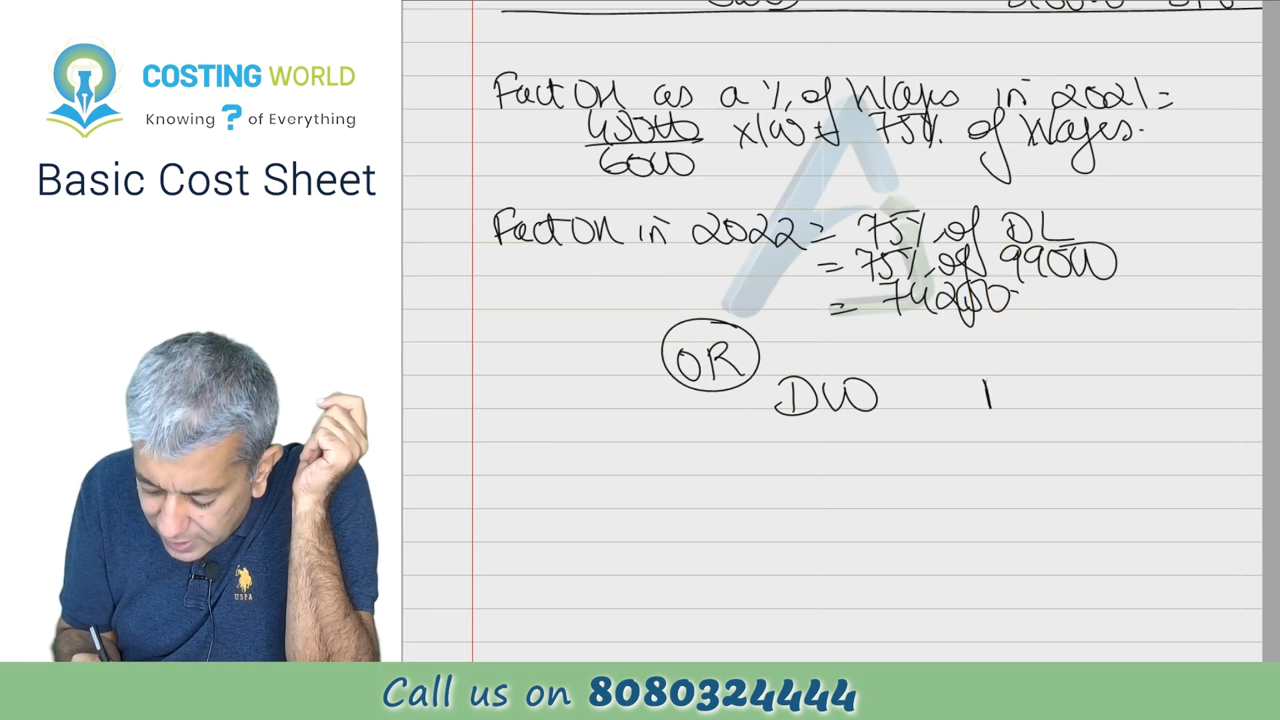 COSTING WORLD
Knowing ? of Everything
Basic Cost Sheet
Fact OH as a % of Wages in 2021 =
45000 x 100 = 75% of Wages.
6000
Fact OH in 2022 = 75% of DL
= 75% of 99000
= 74250
OR
DW
USPA
Call us on 8080324444